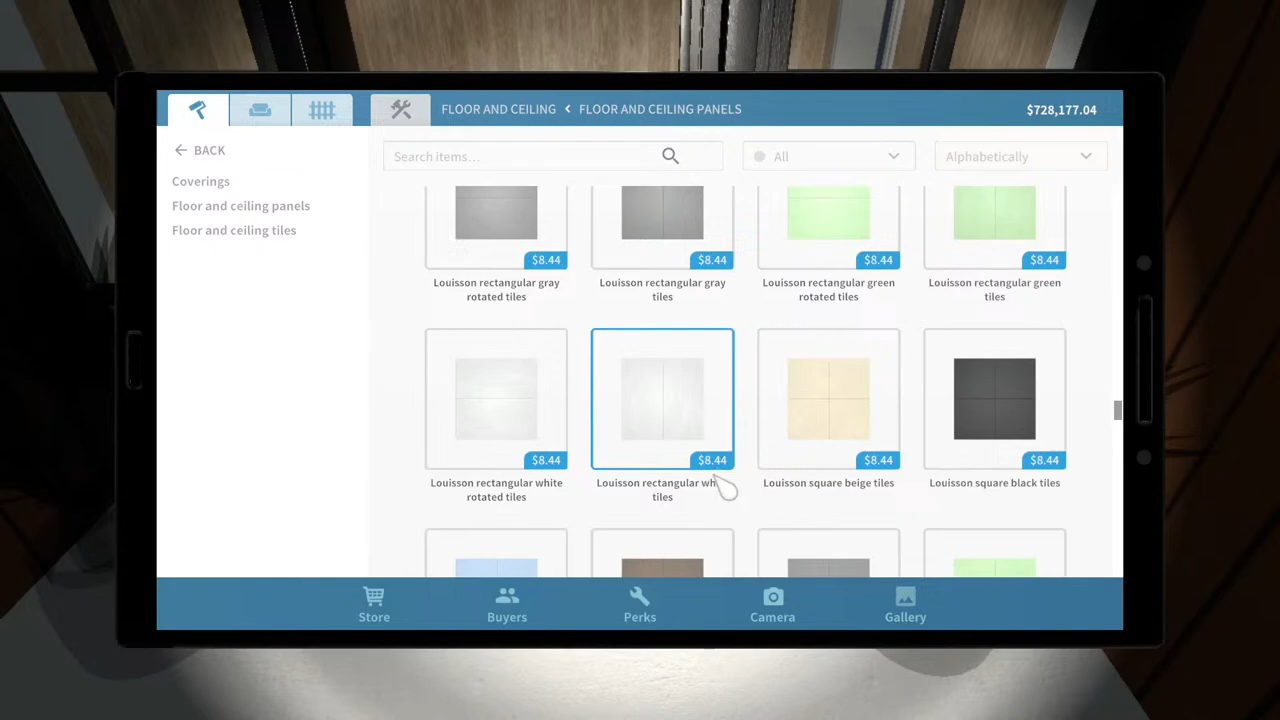 FLOOR AND CEILING < FLOOR AND CEILING PANELS
$728,177.04
BACK
Coverings
Floor and ceiling panels
Floor and ceiling tiles
Search items...
All
Alphabetically
$8.44
$8.44
$8.44
$8.44
Louisson rectangular gray
rotated tiles
Louisson rectangular gray
tiles
Louisson rectangular green
rotated tiles
Louisson rectangular green
tiles
$8.44
$8.44
$8.44
$8.44
Louisson rectangular white
rotated tiles
Louisson rectangular wh
tiles
Louisson square beige tiles
Louisson square black tiles
Store
Buyers
Perks
Camera
Gallery